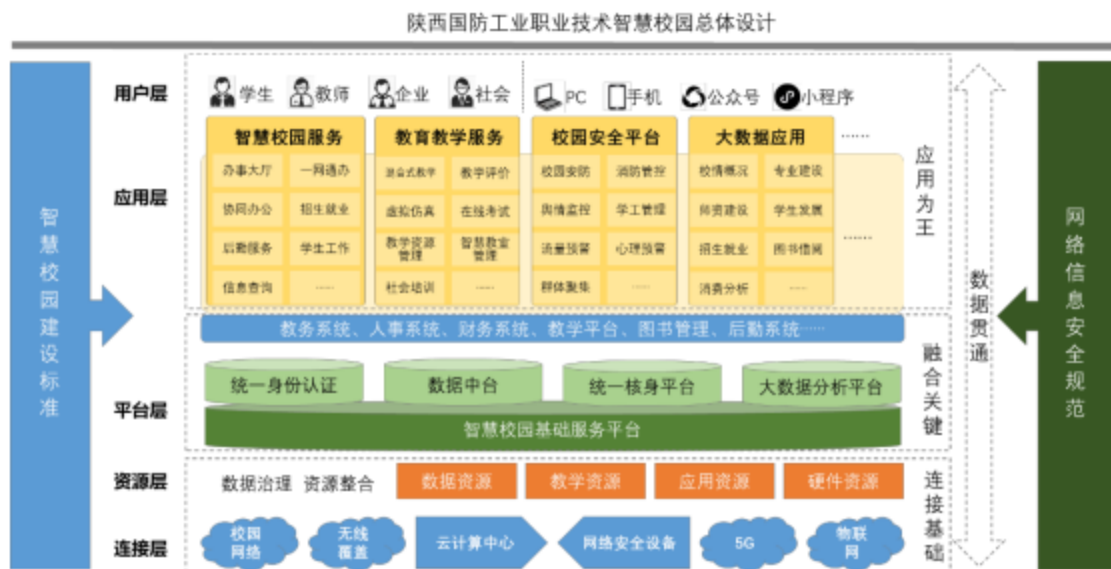 陕西国防工业职业技术智慧校园总体设计
智慧校园建设标准
用户层
学生 教师 企业 社会 PC 手机 公众号 小程序
应用层
智慧校园服务
办事大厅 一网通办
协同办公 招生就业
后勤服务 学生工作
信息查询 ……
教育教学服务
混合式教学 教学评价
虚拟仿真 在线考试
教学资源管理 智慧教室管理
社会培训 ……
校园安全平台
校园安防 消防管控
舆情监控 学工管理
流量预警 心理预警
群体聚集 ……
大数据应用
校情概况 专业建设
师资建设 学生发展
招生就业 图书借阅
消费分析 ……
……
……
应用为王
教务系统、人事系统、财务系统、教学平台、图书管理、后勤系统……
平台层
统一身份认证 数据中台 统一核身平台 大数据分析平台
智慧校园基础服务平台
融合关键
资源层
数据治理 资源整合 数据资源 教学资源 应用资源 硬件资源
连接层
校园网络 无线覆盖 云计算中心 网络安全设备 5G 物联网
连接基础
数据贯通
网络信息安全规范